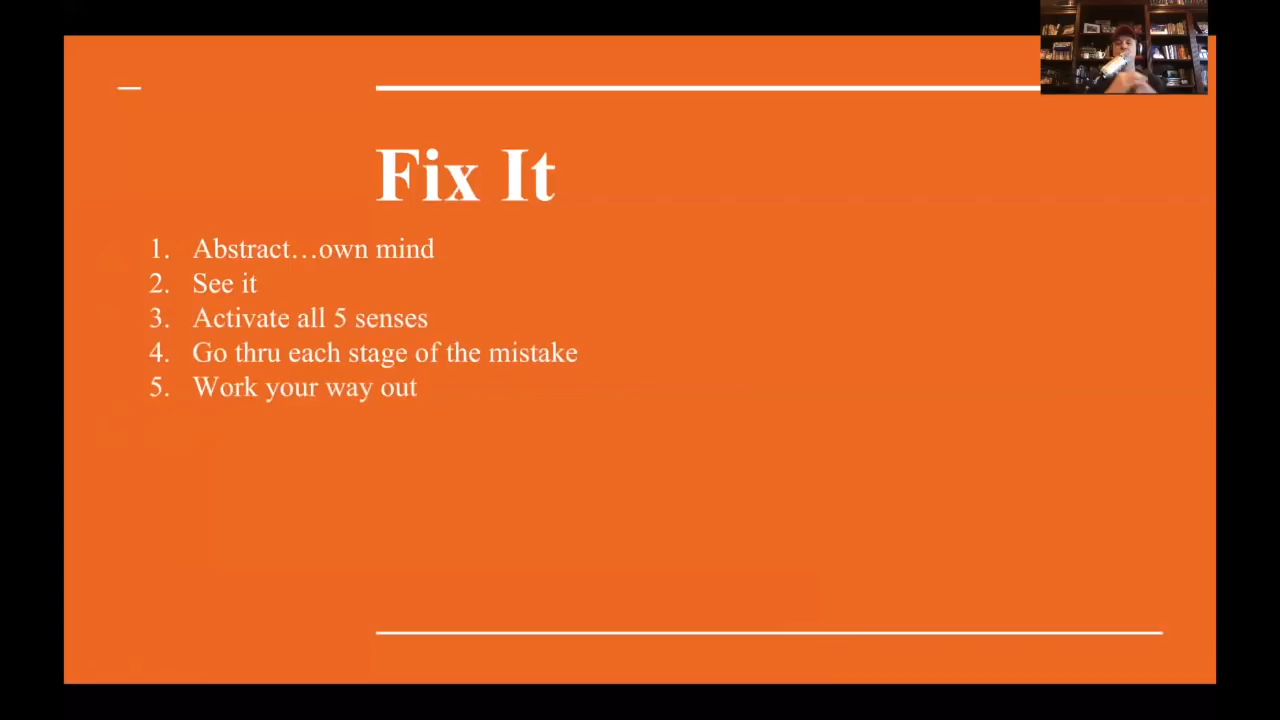 Fix It
1. Abstract…own mind
2. See it
3. Activate all 5 senses
4. Go thru each stage of the mistake
5. Work your way out